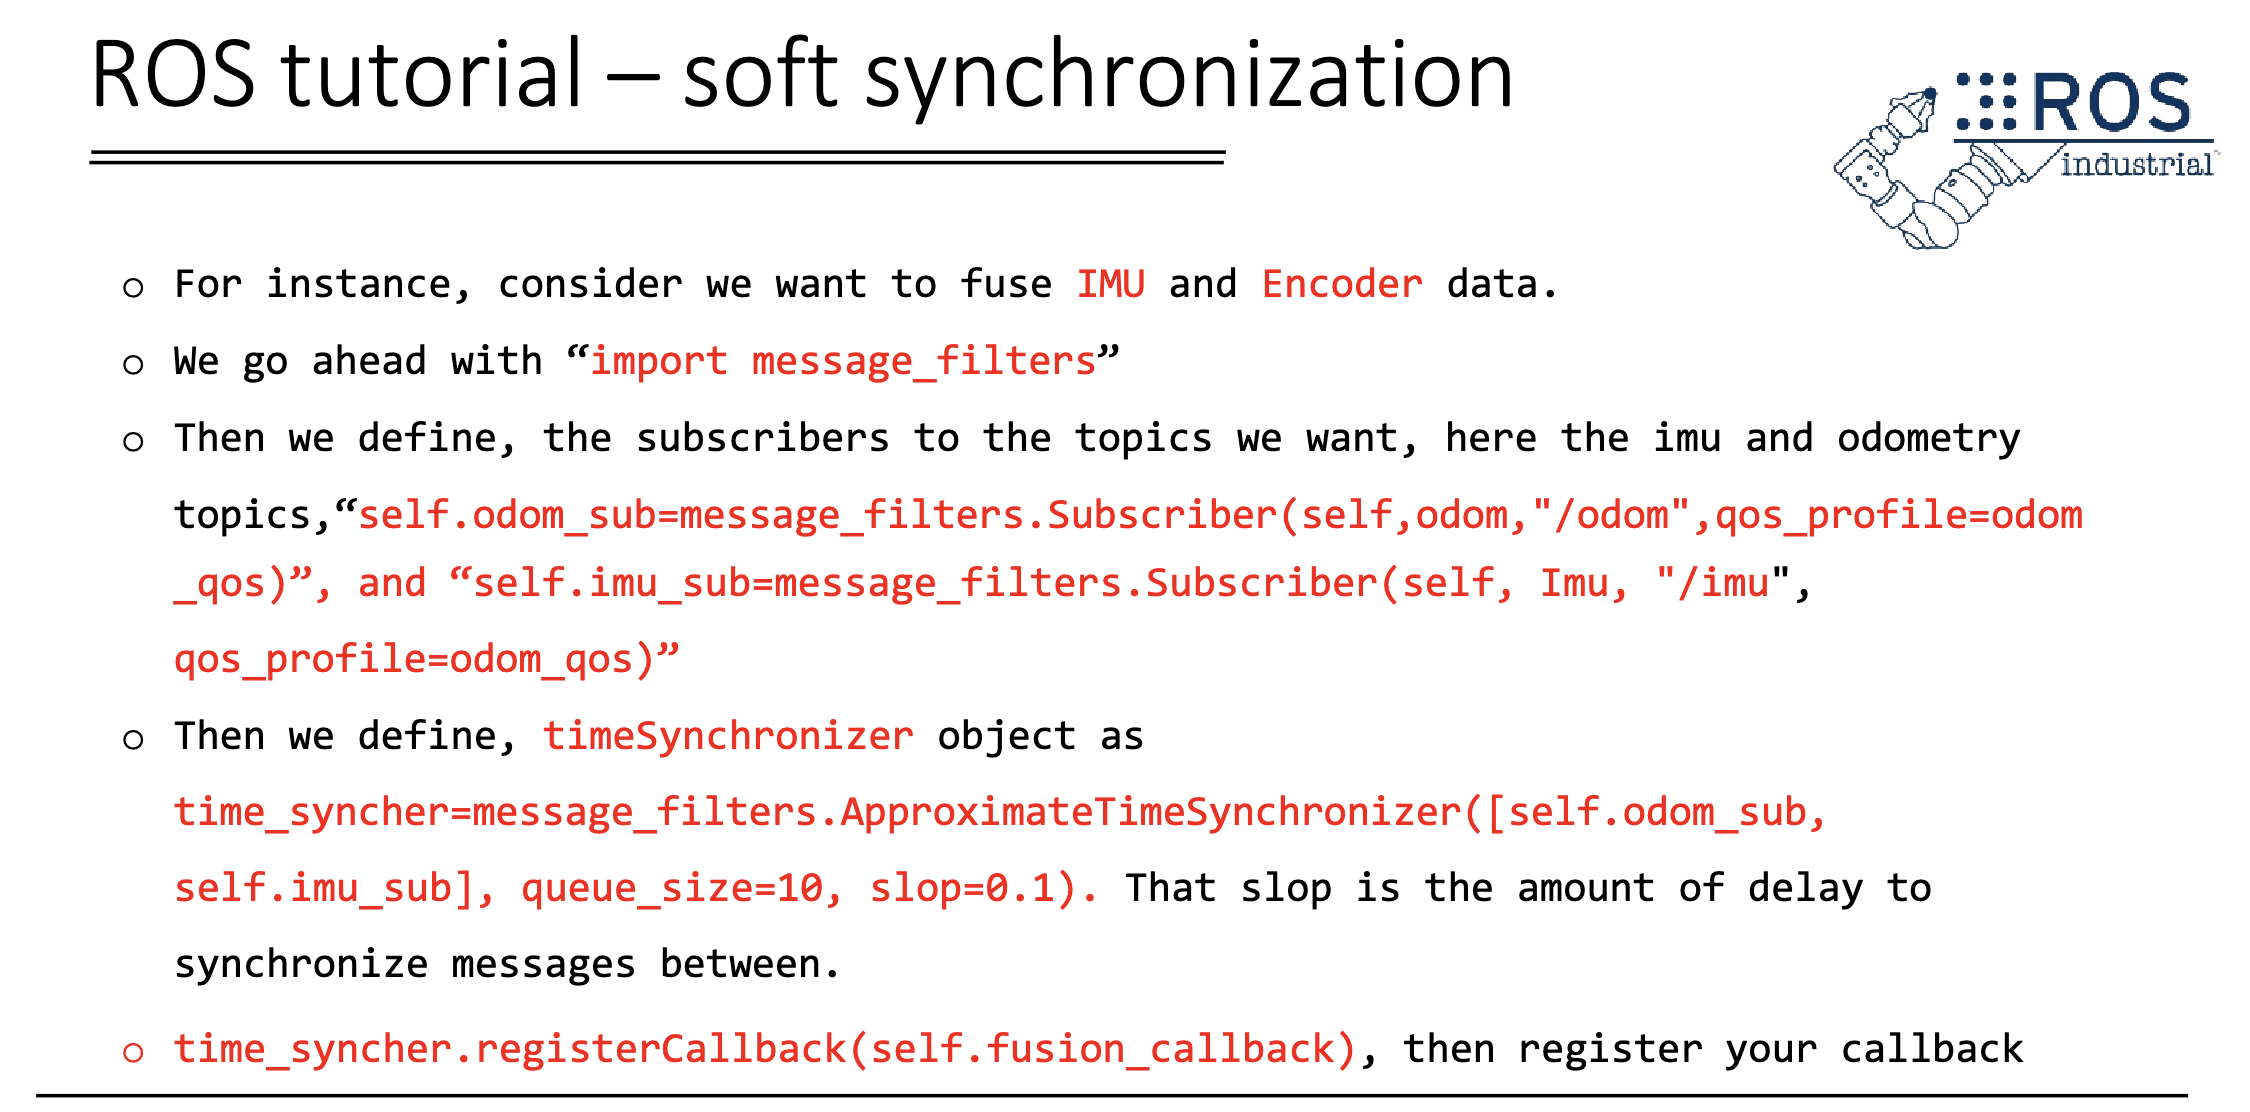 ROS tutorial – soft synchronization
ROS
industrial
For instance, consider we want to fuse IMU and Encoder data.
We go ahead with “import message_filters”
Then we define, the subscribers to the topics we want, here the imu and odometry
topics,“self.odom_sub=message_filters.Subscriber(self,odom,"/odom",qos_profile=odom
_qos)”, and “self.imu_sub=message_filters.Subscriber(self, Imu, "/imu",
qos_profile=odom_qos)”
Then we define, timeSynchronizer object as
time_syncher=message_filters.ApproximateTimeSynchronizer([self.odom_sub,
self.imu_sub], queue_size=10, slop=0.1). That slop is the amount of delay to
synchronize messages between.
time_syncher.registerCallback(self.fusion_callback), then register your callback